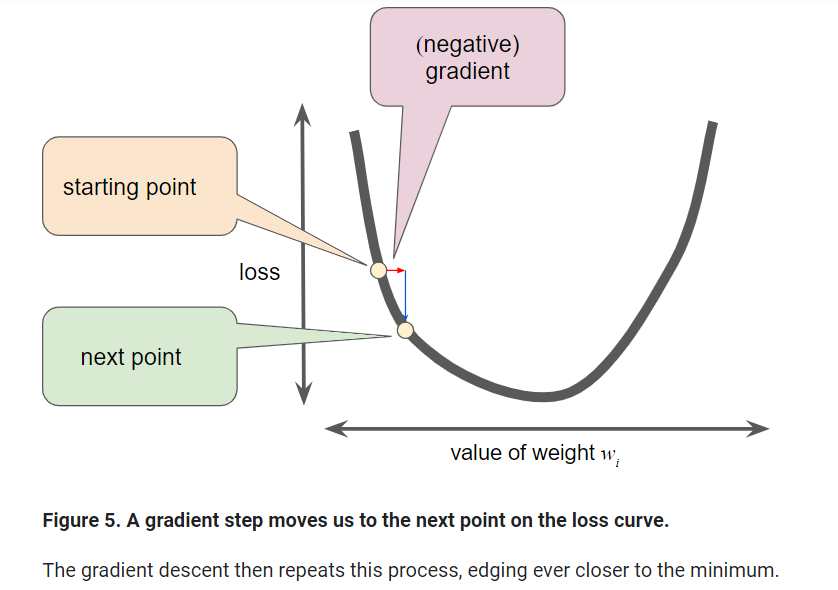 (negative)
gradient
starting point
loss
next point
value of weight wᵢ
Figure 5. A gradient step moves us to the next point on the loss curve.
The gradient descent then repeats this process, edging ever closer to the minimum.